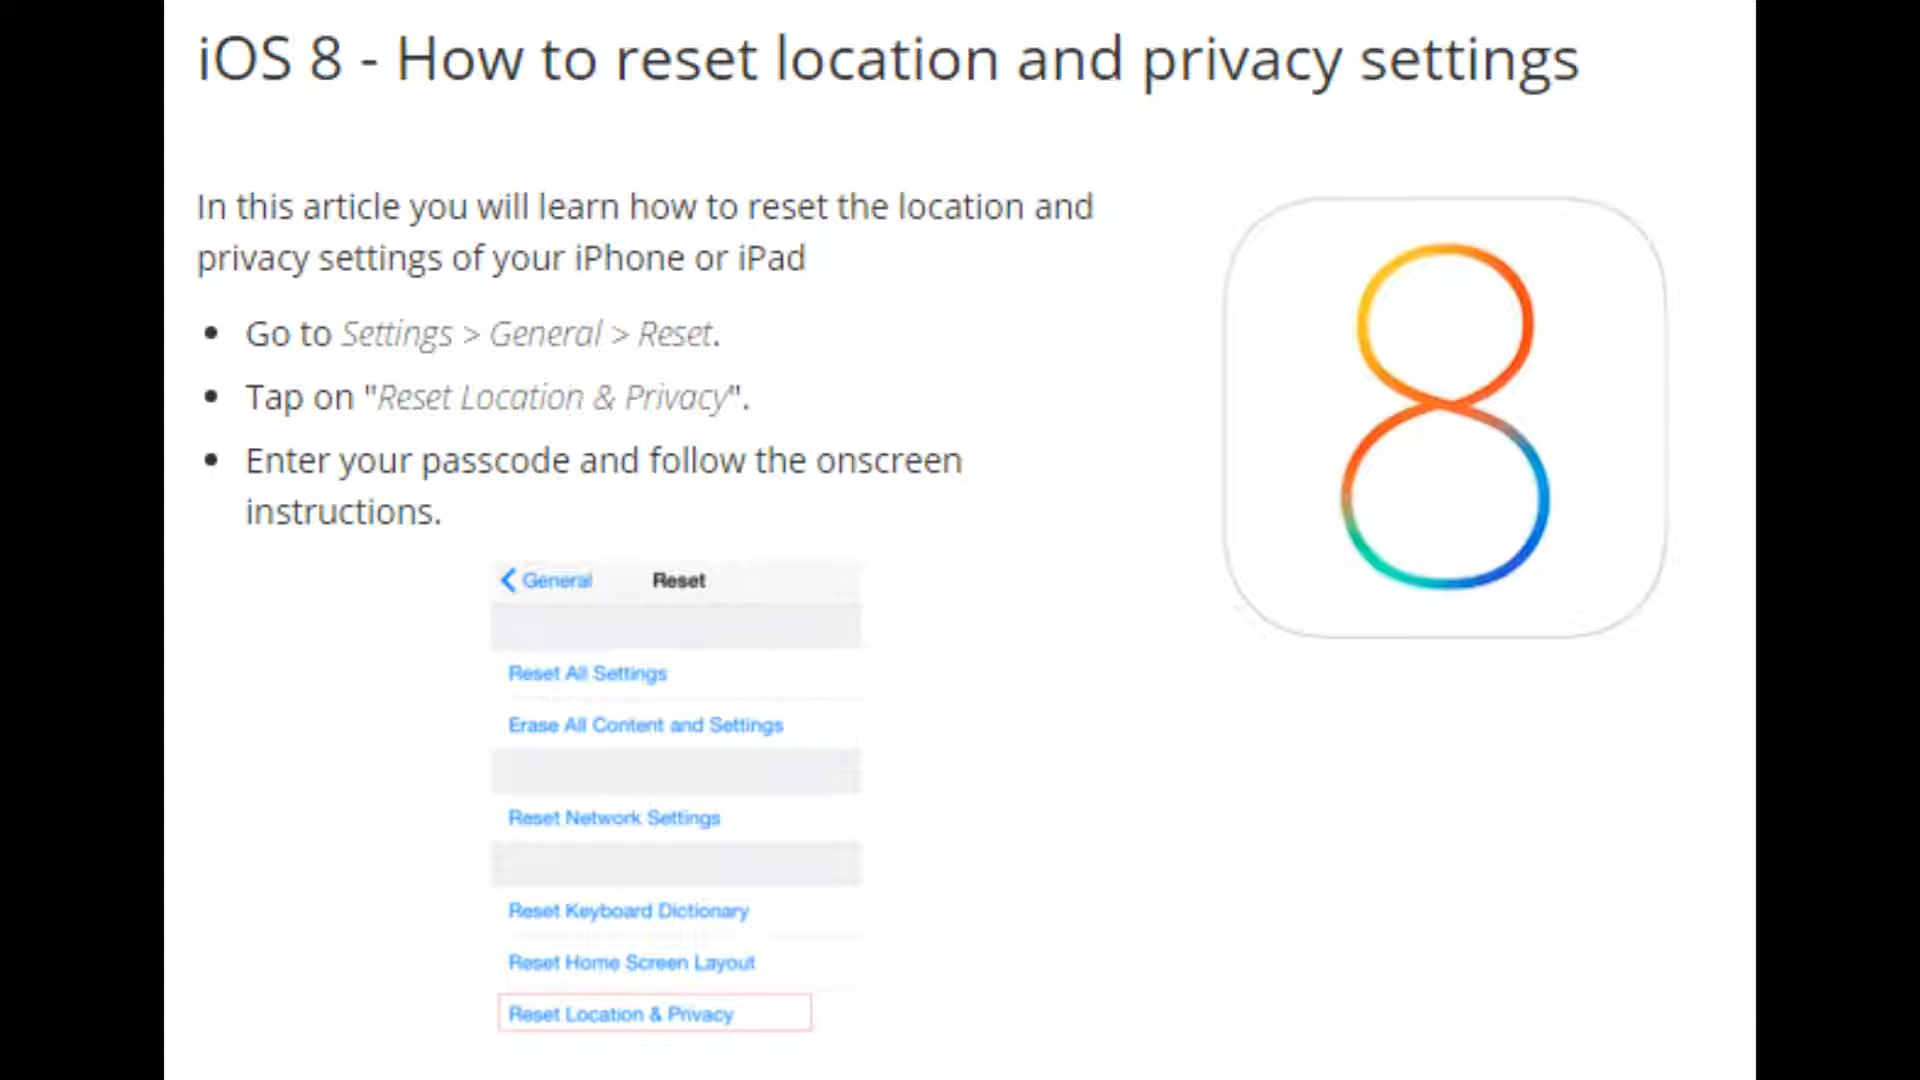 iOS 8 - How to reset location and privacy settings
In this article you will learn how to reset the location and
privacy settings of your iPhone or iPad
• Go to Settings > General > Reset.
• Tap on "Reset Location & Privacy".
• Enter your passcode and follow the onscreen
instructions.
8
General Reset
Reset All Settings
Erase All Content and Settings
Reset Network Settings
Reset Keyboard Dictionary
Reset Home Screen Layout
Reset Location & Privacy